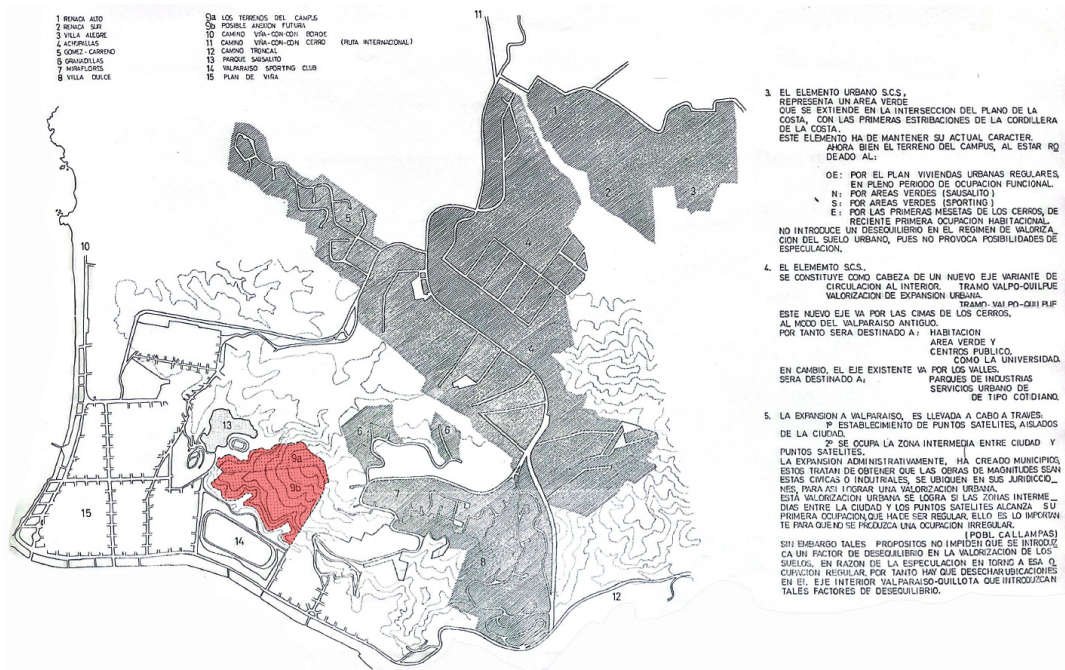 1 RENACA ALTO
2 RENACA SUR
3 VILLA ALEGRE
4 ACHUPALLAS
5 GOMEZ - CARRENO
6 GRANADILLAS
7 MIRAFLORES
8 VILLA DULCE
9a LOS TERRENOS DEL CAMPUS
9b POSIBLE ANEXION FUTURA
10 CAMINO VIÑA-CON-CON BORDE
11 CAMINO VIÑA-CON-CON CERRO (RUTA INTERNACIONAL)
12 CAMINO TRONCAL
13 PARQUE SAUSALITO
14 VALPARAISO SPORTING CLUB
15 PLAN DE VIÑA
11
1
2
3
4
5
6
4
10
4
13
6
6
9a
9b
7
15
14
8
12
3. EL ELEMENTO URBANO S.C.S.,
REPRESENTA UN AREA VERDE
QUE SE EXTIENDE EN LA INTERSECCION DEL PLANO DE LA
COSTA, CON LAS PRIMERAS ESTRIBACIONES DE LA CORDILLERA
DE LA COSTA.
ESTE ELEMENTO HA DE MANTENER SU ACTUAL CARACTER.
AHORA BIEN EL TERRENO DEL CAMPUS, AL ESTAR RO
DEADO AL:
OE: POR EL PLAN VIVIENDAS URBANAS REGULARES,
EN PLENO PERIODO DE OCUPACION FUNCIONAL.
N: POR AREAS VERDES (SAUSALITO)
S: POR AREAS VERDES (SPORTING)
E: POR LAS PRIMERAS MESETAS DE LOS CERROS, DE
RECIENTE PRIMERA OCUPACION HABITACIONAL.
NO INTRODUCE UN DESEQUILIBRIO EN EL REGIMEN DE VALORIZA_
CION DEL SUELO URBANO, PUES NO PROVOCA POSIBILIDADES DE
ESPECULACION.
4. EL ELEMEMTO S.C.S.,
SE CONSTITUYE COMO CABEZA DE UN NUEVO EJE VARIANTE DE
CIRCULACION AL INTERIOR. TRAMO VALPO-QUILPUE
VALORIZACION DE EXPANSION URBANA.
TRAMO-VALPO-QUILPUE
ESTE NUEVO EJE VA POR LAS CIMAS DE LOS CERROS.
AL MODO DEL VALPARAISO ANTIGUO.
POR TANTO SERA DESTINADO A: HABITACION
AREA VERDE Y
CENTROS PUBLICO,
COMO LA UNIVERSIDAD.
EN CAMBIO, EL EJE EXISTENTE VA POR LOS VALLES.
SERA DESTINADO A: PARQUES DE INDUSTRIAS
SERVICIOS URBANO DE
DE TIPO COTIDIANO.
5. LA EXPANSION A VALPARAISO, ES LLEVADA A CABO A TRAVES:
1º ESTABLECIMIENTO DE PUNTOS SATELITES, AISLADOS
DE LA CIUDAD.
2º SE OCUPA LA ZONA INTERMEDIA ENTRE CIUDAD Y
PUNTOS SATELITES.
LA EXPANSION ADMINISTRATIVAMENTE, HA CREADO MUNICIPIOS,
ESTOS TRATAN DE OBTENER QUE LAS OBRAS DE MAGNITUDES SEAN
ESTAS CIVICAS O INDUTRIALES, SE UBIQUEN EN SUS JURIDICCIO_
NES, PARA ASI LOGRAR UNA VALORIZACION URBANA.
ESTA VALORIZACION URBANA SE LOGRA SI LAS ZONAS INTERME_
DIAS ENTRE LA CIUDAD Y LOS PUNTOS SATELITES ALCANZA SU
PRIMERA OCUPACION, QUE HA DE SER REGULAR. ELLO ES LO IMPORTAN
TE PARA QUE NO SE PRODUZCA UNA OCUPACION IRREGULAR.
(POBL. CALLAMPAS)
SIN EMBARGO TALES PROPOSITOS NO IMPIDEN QUE SE INTRODUZ
CA UN FACTOR DE DESEQUILIBRIO EN LA VALORIZACION DE LOS
SUELOS, EN RAZON DE LA ESPECULACION EN TORNO A ESA O_
CUPACION REGULAR. POR TANTO HAY QUE DESECHAR UBICACIONES
EN EL EJE INTERIOR VALPARAISO-QUILLOTA QUE INTRODUZCAN
TALES FACTORES DE DESEQUILIBRIO.